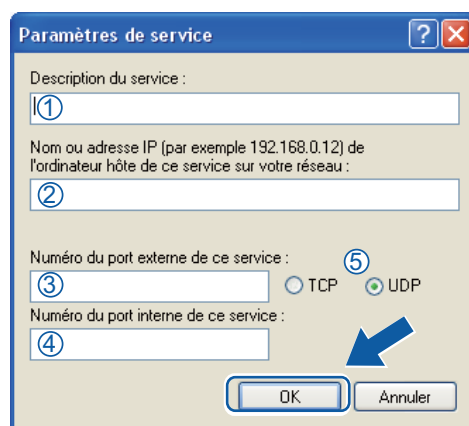 Paramètres de service
?
Description du service :
①
Nom ou adresse IP (par exemple 192.168.0.12) de
l'ordinateur hôte de ce service sur votre réseau :
②
Numéro du port externe de ce service :
③ TCP ⑤ UDP
Numéro du port interne de ce service :
④
OK Annuler